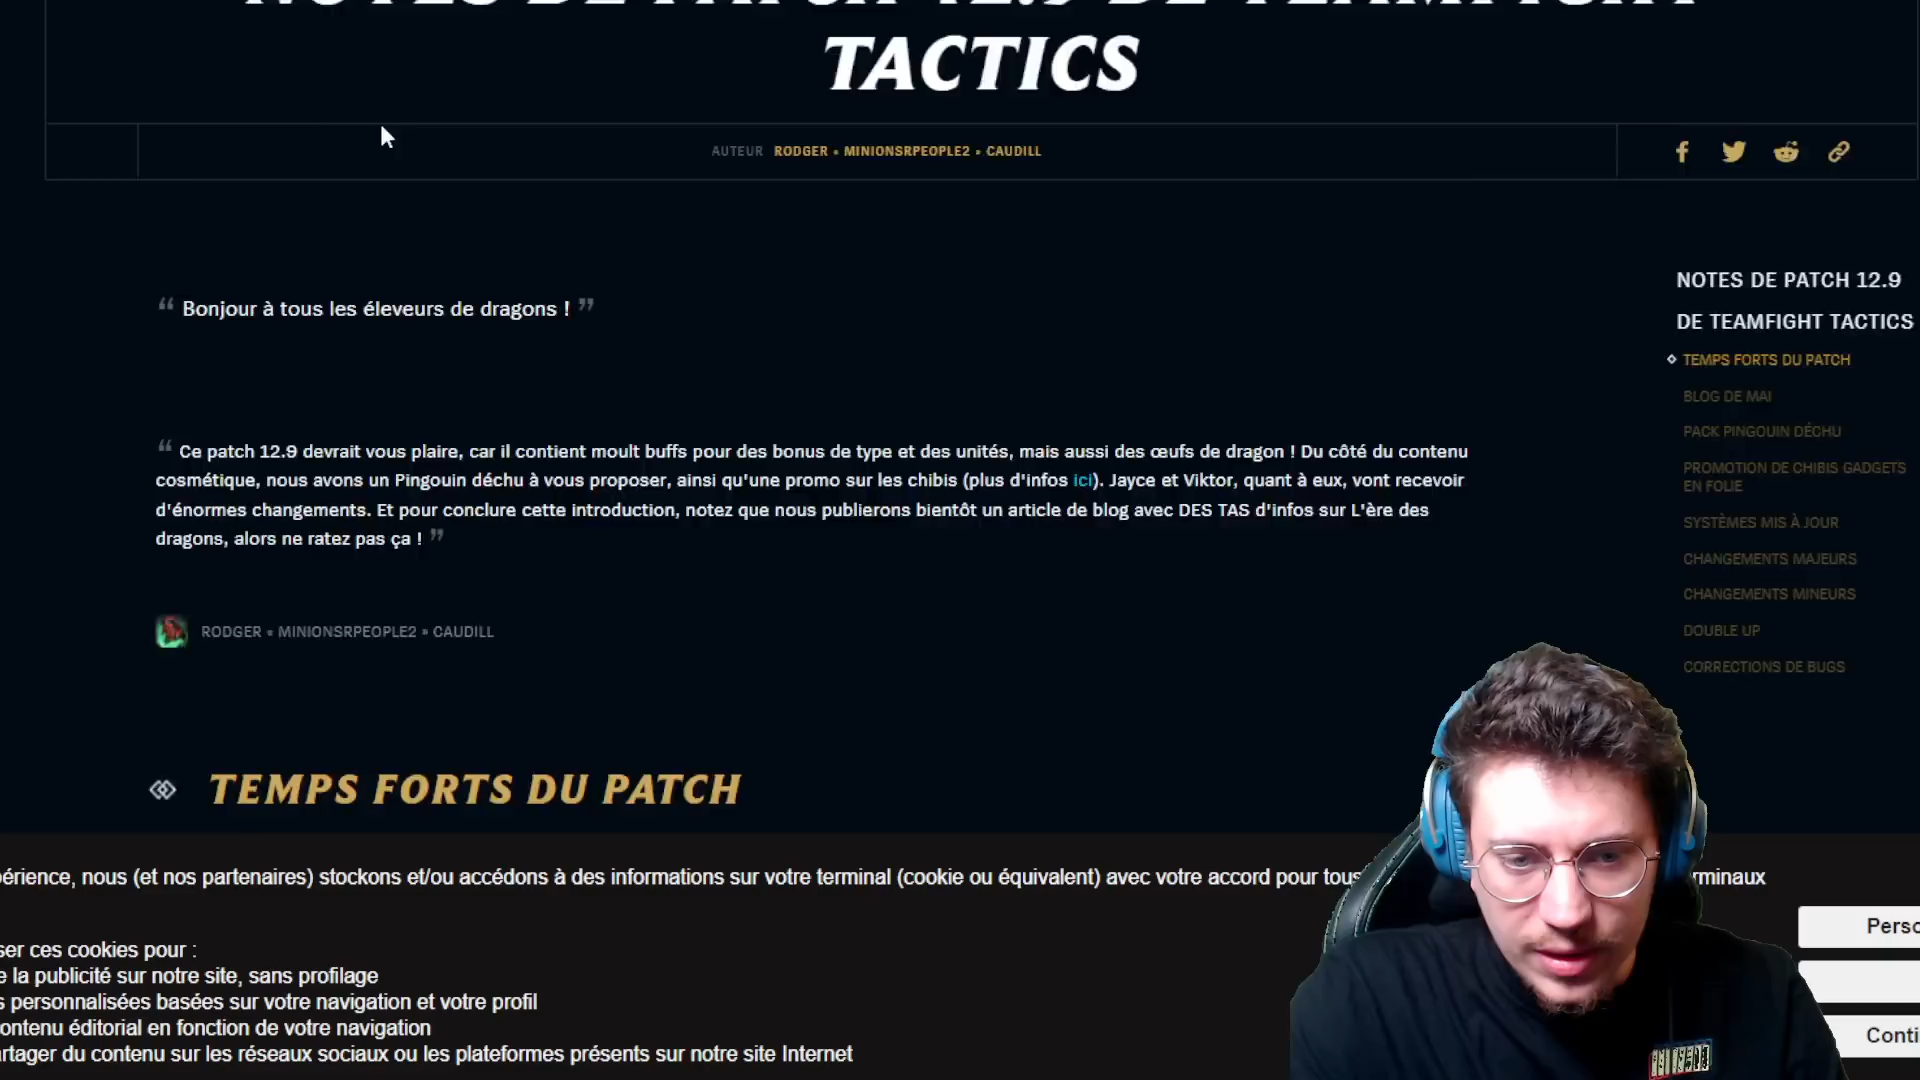 NOTES DE PATCH 12.9 DE TEAMFIGHT
TACTICS
AUTEUR RODGER • MINIONSRPEOPLE2 • CAUDILL
“ Bonjour à tous les éleveurs de dragons ! ”
“ Ce patch 12.9 devrait vous plaire, car il contient moult buffs pour des bonus de type et des unités, mais aussi des œufs de dragon ! Du côté du contenu
cosmétique, nous avons un Pingouin déchu à vous proposer, ainsi qu'une promo sur les chibis (plus d'infos ici). Jayce et Viktor, quant à eux, vont recevoir
d'énormes changements. Et pour conclure cette introduction, notez que nous publierons bientôt un article de blog avec DES TAS d'infos sur L'ère des
dragons, alors ne ratez pas ça ! ”
RODGER • MINIONSRPEOPLE2 • CAUDILL
TEMPS FORTS DU PATCH
NOTES DE PATCH 12.9
DE TEAMFIGHT TACTICS
TEMPS FORTS DU PATCH
BLOG DE MAI
PACK PINGOUIN DÉCHU
PROMOTION DE CHIBIS GADGETS
EN FOLIE
SYSTÈMES MIS À JOUR
CHANGEMENTS MAJEURS
CHANGEMENTS MINEURS
DOUBLE UP
CORRECTIONS DE BUGS
périence, nous (et nos partenaires) stockons et/ou accédons à des informations sur votre terminal (cookie ou équivalent) avec votre accord pour tous rminaux
ser ces cookies pour :
e la publicité sur notre site, sans profilage
s personnalisées basées sur votre navigation et votre profil
ontenu éditorial en fonction de votre navigation
artager du contenu sur les réseaux sociaux ou les plateformes présents sur notre site Internet
Perso
Conti